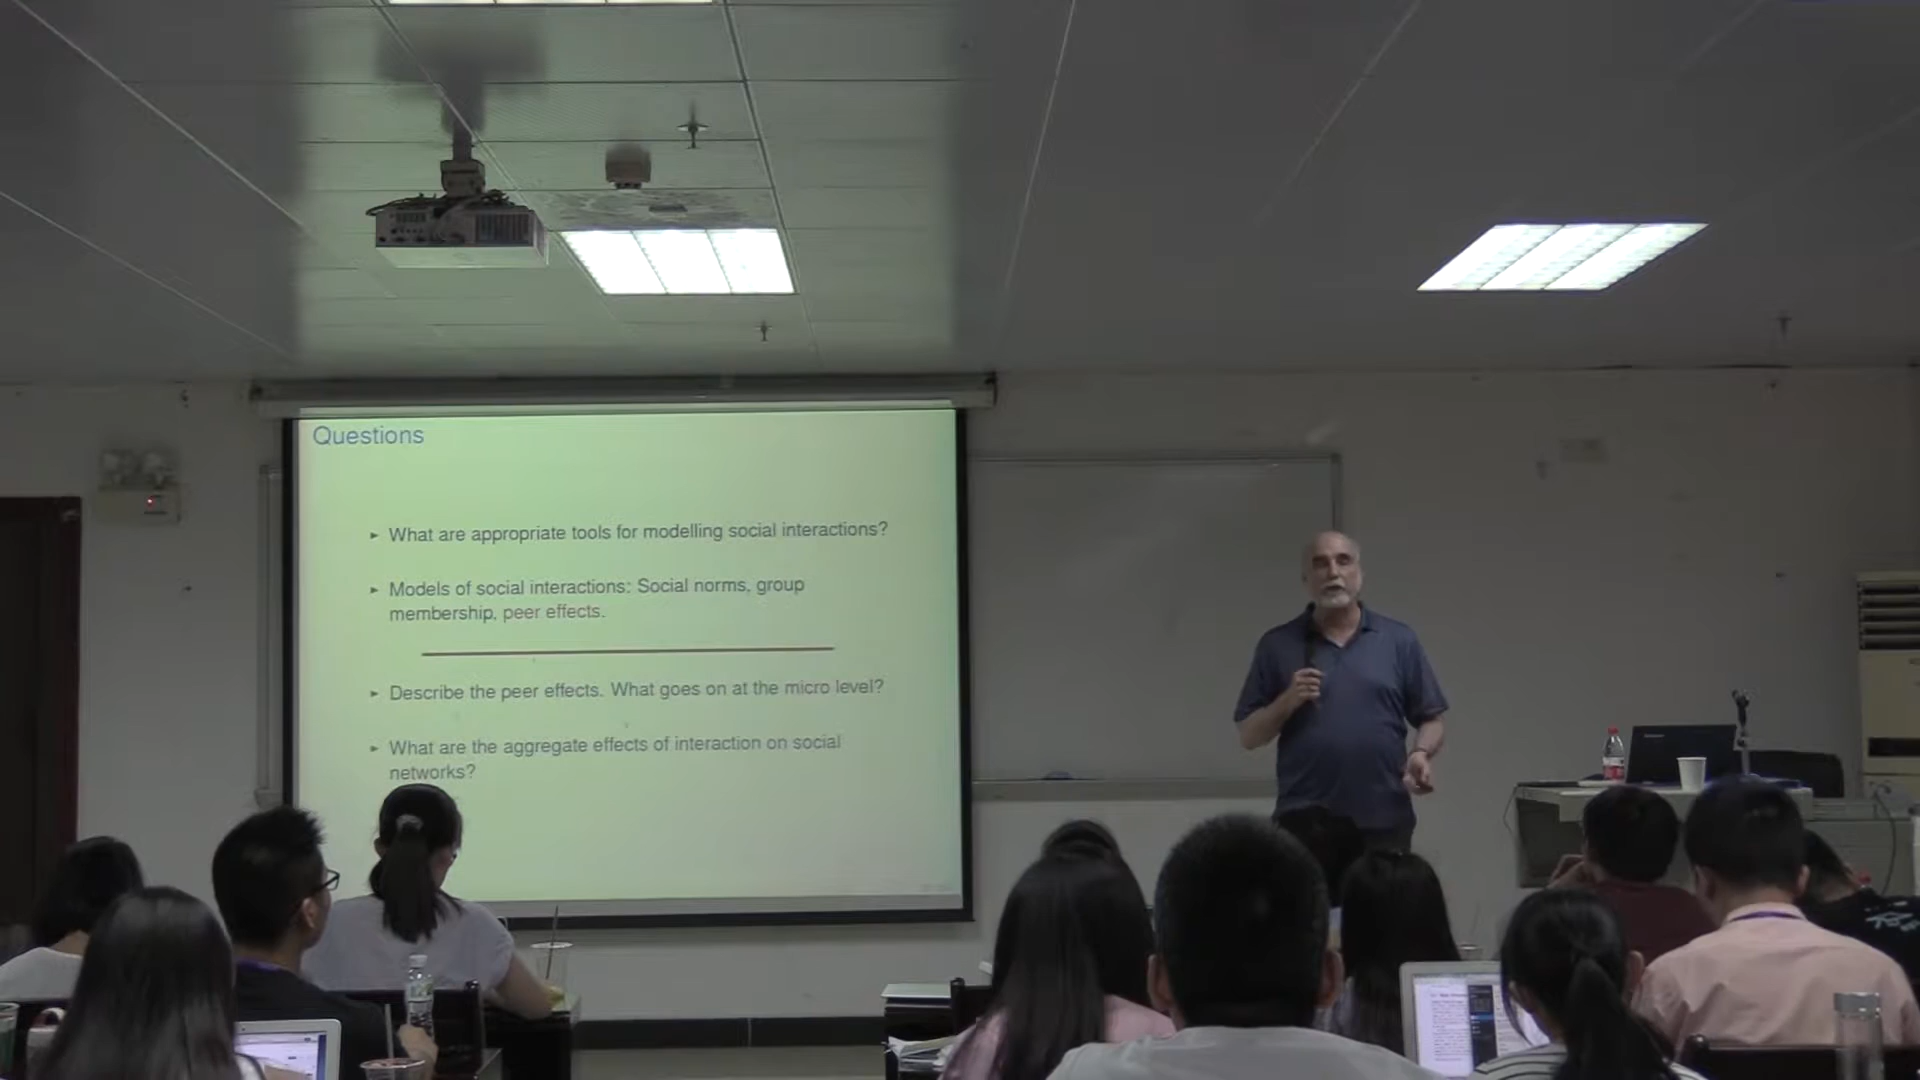 Questions
► What are appropriate tools for modelling social interactions?
► Models of social interactions: Social norms, group
membership, peer effects.
► Describe the peer effects. What goes on at the micro level?
► What are the aggregate effects of interaction on social
networks?